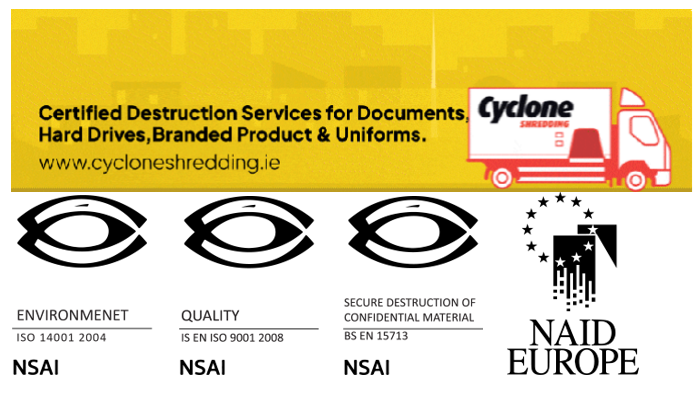 Certified Destruction Services for Documents,
Hard Drives,Branded Product & Uniforms.
www.cycloneshredding.ie
Cyclone
SHREDDING
ENVIRONMENET
ISO 14001 2004
NSAI
QUALITY
IS EN ISO 9001 2008
NSAI
SECURE DESTRUCTION OF
CONFIDENTIAL MATERIAL
BS EN 15713
NSAI
NAID
EUROPE